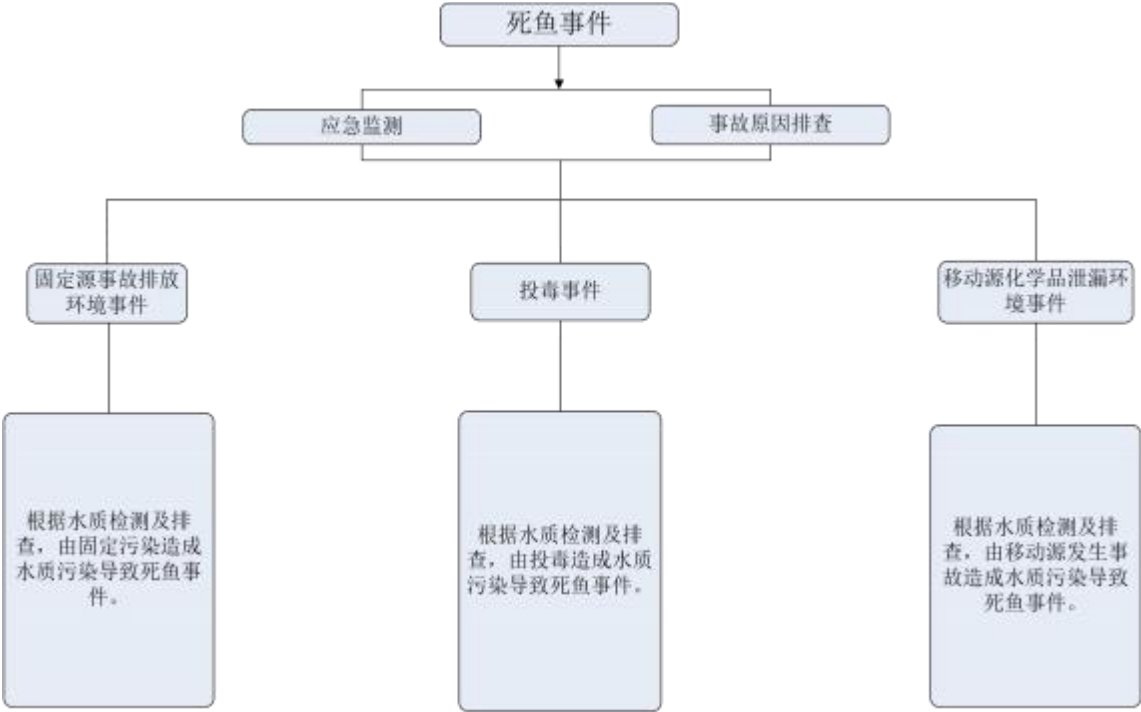 死鱼事件
应急监测
事故原因排查
固定源事故排放
环境事件
投毒事件
移动源化学品泄漏环
境事件
根据水质检测及排
查，由固定污染造成
水质污染导致死鱼事
件。
根据水质检测及排
查，由投毒造成水质
污染导致死鱼事件。
根据水质检测及排
查，由移动源发生事
故造成水质污染导致
死鱼事件。